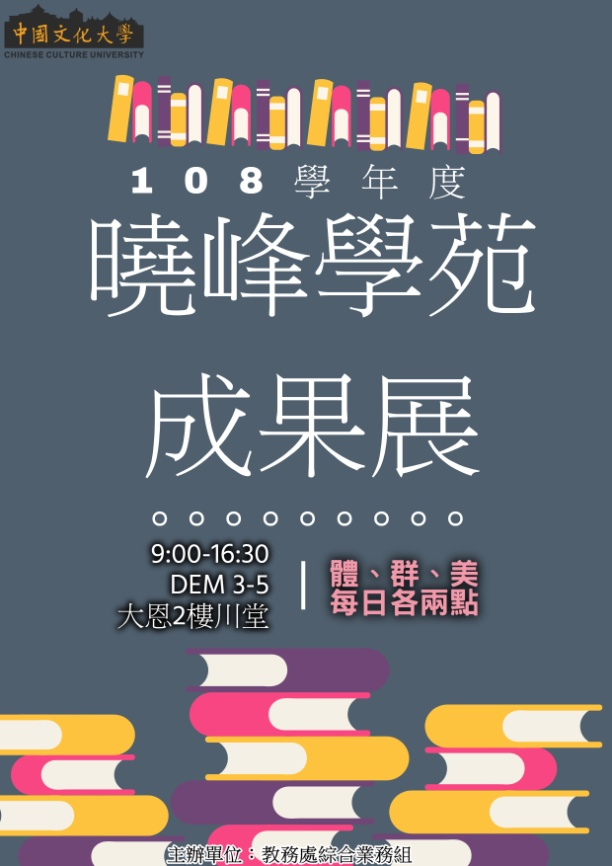 中國文化大學
CHINESE CULTURE UNIVERSITY
108學年度
曉峰學苑
成果展
9:00-16:30
DEM 3-5
大恩2樓川堂
體、群、美
每日各兩點
主辦單位：教務處綜合業務組